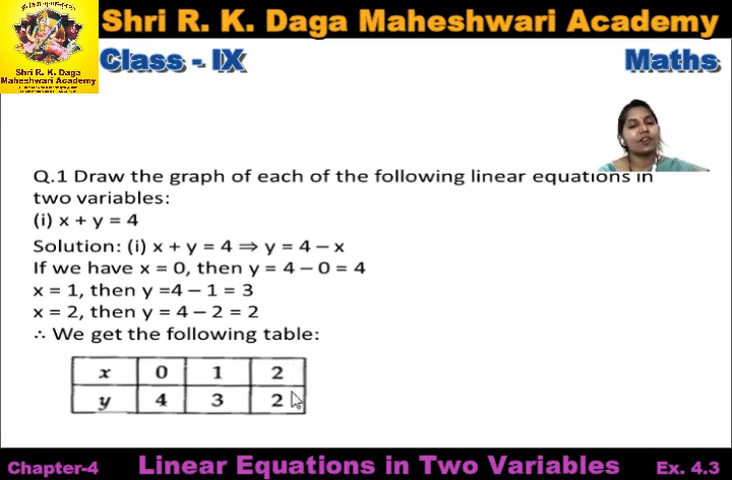 Shri R. K. Daga Maheshwari Academy
Shri R. K. Daga
Maheshwari Academy
Class - IX
Maths
Q.1 Draw the graph of each of the following linear equations in
two variables:
(i) x + y = 4
Solution: (i) x + y = 4 ⇒ y = 4 – x
If we have x = 0, then y = 4 – 0 = 4
x = 1, then y =4 – 1 = 3
x = 2, then y = 4 – 2 = 2
∴ We get the following table:
x 0 1 2
y 4 3 2
Chapter-4 Linear Equations in Two Variables Ex. 4.3